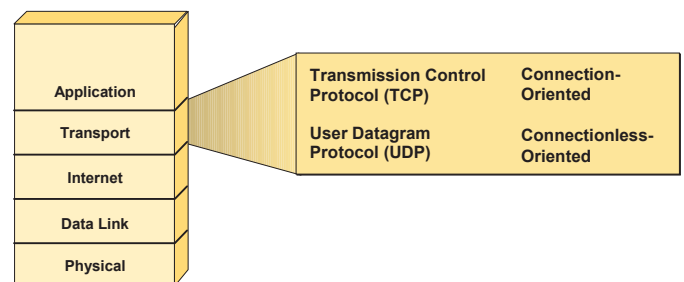 Application
Transport
Internet
Data Link
Physical
Transmission Control
Protocol (TCP)
Connection-
Oriented
User Datagram
Protocol (UDP)
Connectionless-
Oriented